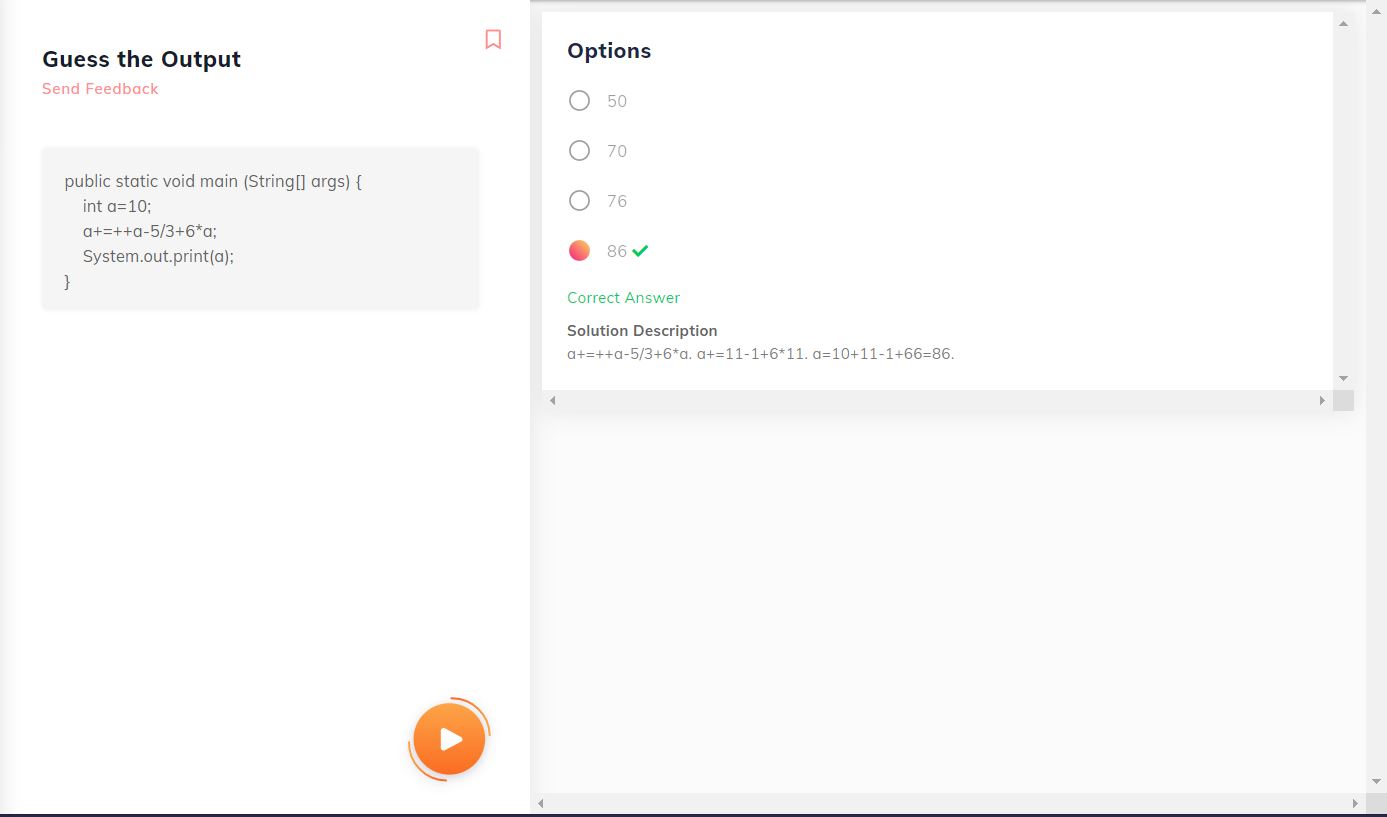 Guess the Output
Send Feedback
public static void main (String[] args) {
int a=10;
a+=++a-5/3+6*a;
System.out.print(a);
}
Options
50
70
76
86
Correct Answer
Solution Description
a+=++a-5/3+6*a. a+=11-1+6*11. a=10+11-1+66=86.